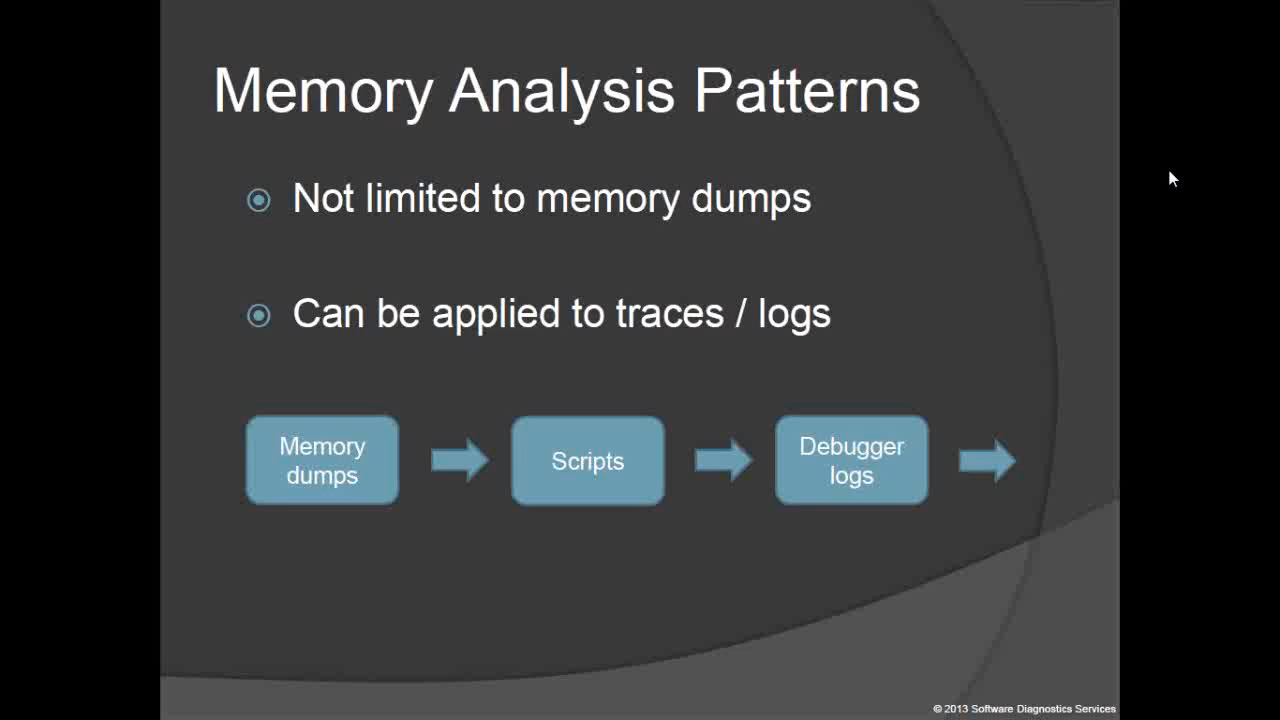 Memory Analysis Patterns
Not limited to memory dumps
Can be applied to traces / logs
Memory
dumps
Scripts
Debugger
logs
© 2013 Software Diagnostics Services